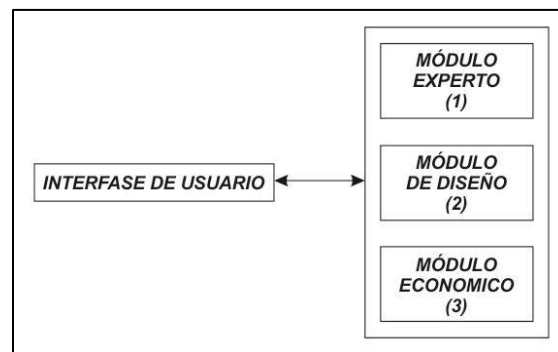 MÓDULO
EXPERTO
(1)
INTERFASE DE USUARIO
MÓDULO
DE DISEÑO
(2)
MÓDULO
ECONOMICO
(3)